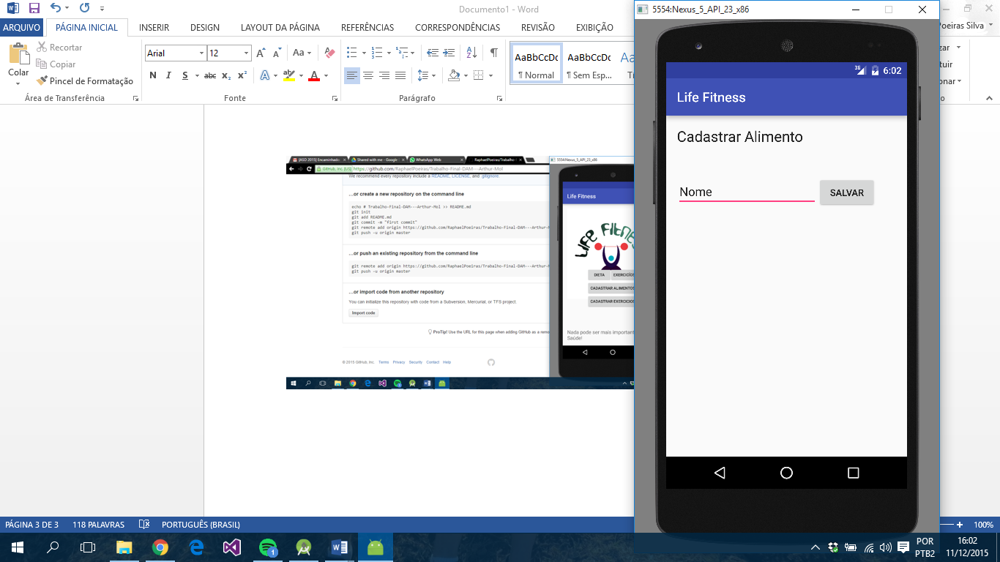 Documento1 - Word
5554:Nexus_5_API_23_x86
ARQUIVO PÁGINA INICIAL INSERIR DESIGN LAYOUT DA PÁGINA REFERÊNCIAS CORRESPONDÊNCIAS REVISÃO EXIBIÇÃO
Poeiras Silva
Colar
Recortar
Copiar
Pincel de Formatação
Área de Transferência
Arial 12
N I S abc x₂ x²
Fonte
Parágrafo
AaBbCcDc AaBbCcDc
¶ Normal ¶ Sem Esp...
3G 6:02
Life Fitness
Cadastrar Alimento
Nome SALVAR
[ASD 2015] Encaminhado Shared with me - Google WhatsApp Web RaphaelPoeiras/Trabalho-
5554:Nexus_5_API_23_x86
GitHub, Inc. [US] https://github.com/RaphaelPoeiras/Trabalho-Final-DAM---Arthur-Mol
We recommend every repository include a README, LICENSE, and .gitignore.
...or create a new repository on the command line
echo # Trabalho-Final-DAM---Arthur-Mol >> README.md
git init
git add README.md
git commit -m "first commit"
git remote add origin https://github.com/RaphaelPoeiras/Trabalho-Final-DAM---Arthur-M
git push -u origin master
...or push an existing repository from the command line
git remote add origin https://github.com/RaphaelPoeiras/Trabalho-Final-DAM---Arthur-M
git push -u origin master
...or import code from another repository
You can initialize this repository with code from a Subversion, Mercurial, or TFS project.
Import code
ProTip! Use the URL for this page when adding GitHub as a remo
© 2015 GitHub, Inc. Terms Privacy Security Contact Help
Life Fitness
LIFE FITNES
DIETA EXERCÍCIOS
CADASTRAR ALIMENTOS
CADASTRAR EXERCICIOS
Nada pode ser mais important
Saúde!
PÁGINA 3 DE 3 118 PALAVRAS PORTUGUÊS (BRASIL)
100%
1
POR
PTB2
16:02
11/12/2015